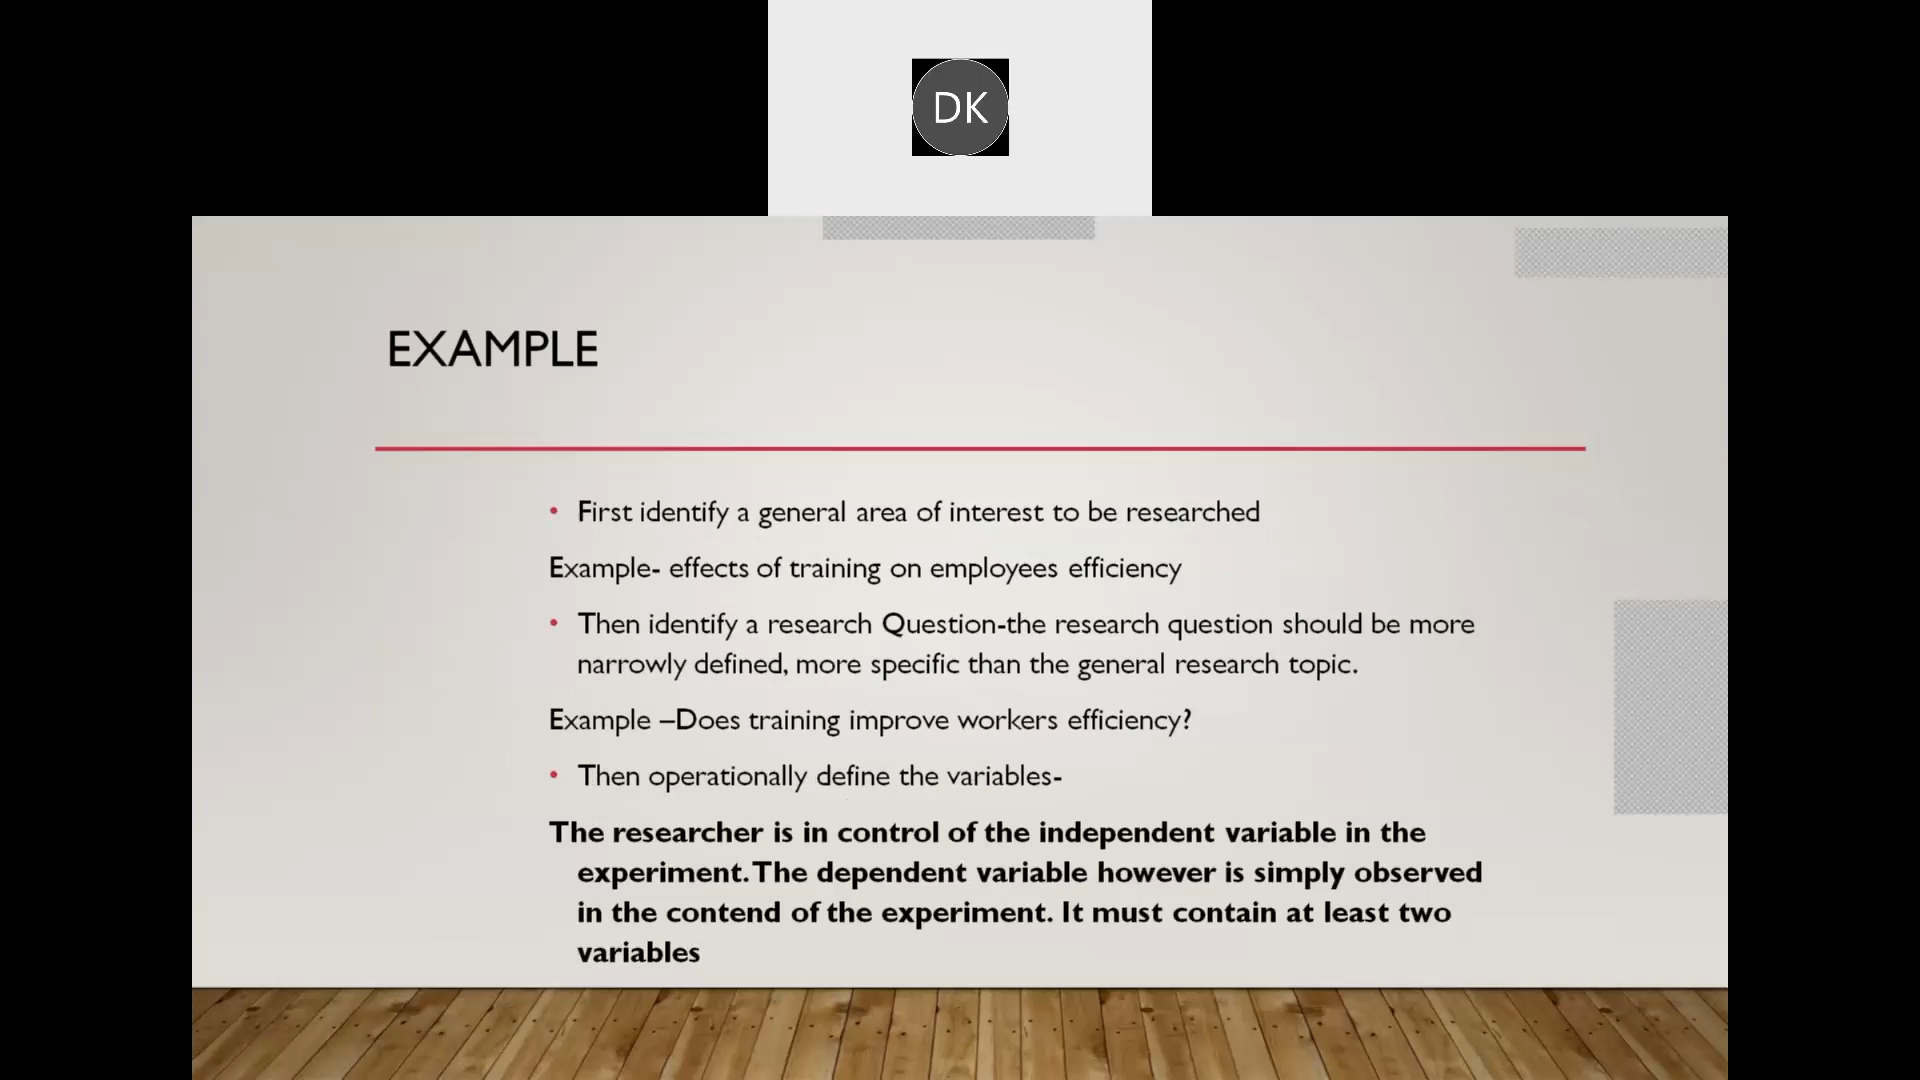 DK
EXAMPLE
• First identify a general area of interest to be researched
Example- effects of training on employees efficiency
• Then identify a research Question-the research question should be more
narrowly defined, more specific than the general research topic.
Example –Does training improve workers efficiency?
• Then operationally define the variables-
The researcher is in control of the independent variable in the
experiment. The dependent variable however is simply observed
in the contend of the experiment. It must contain at least two
variables